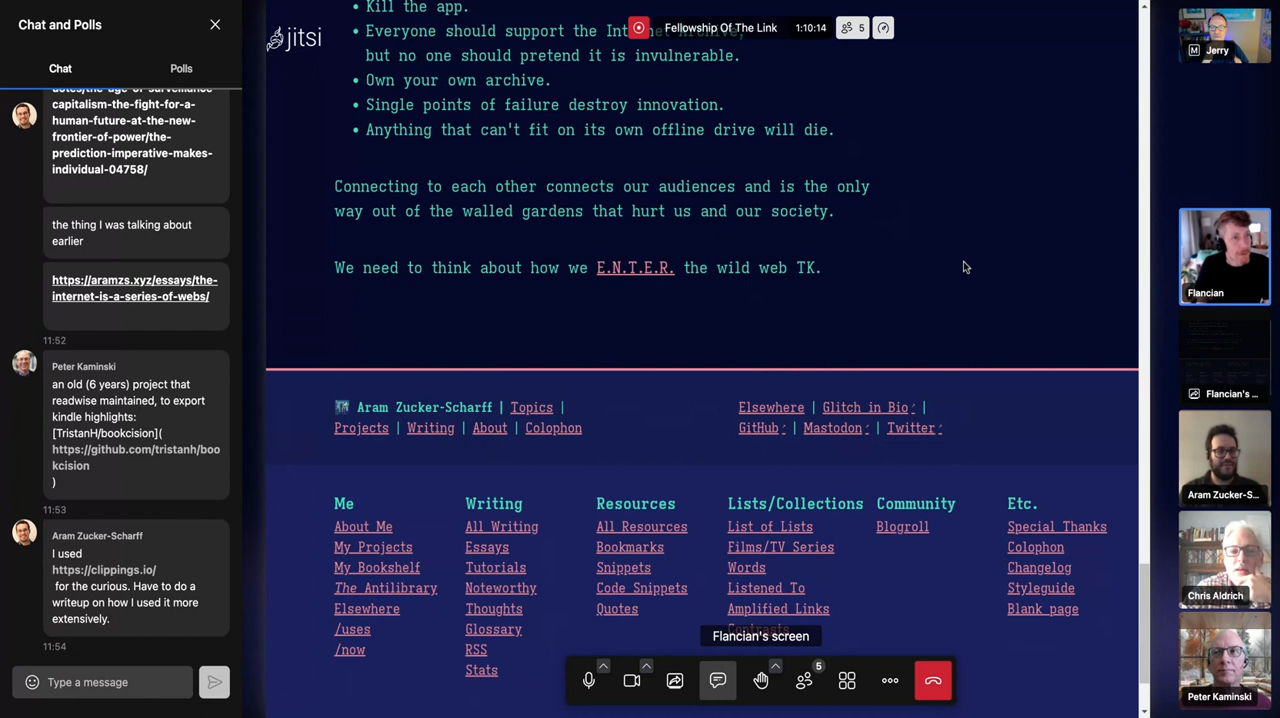 Chat and Polls
Chat
Polls
notes/the-age-of-surveillance-
capitalism-the-fight-for-a-
human-future-at-the-new-
frontier-of-power/the-
prediction-imperative-makes-
individual-04758/
the thing I was talking about
earlier
https://aramzs.xyz/essays/the-
internet-is-a-series-of-webs/
11:52
Peter Kaminski
an old (6 years) project that
readwise maintained, to export
kindle highlights:
[TristanH/bookcision](
https://github.com/tristanh/boo
kcision
)
11:53
Aram Zucker-Scharff
I used
https://clippings.io/
for the curious. Have to do a
writeup on how I used it more
extensively.
11:54
Type a message
jitsi
Fellowship Of The Link
1:10:14
5
• Kill the app.
• Everyone should support the Internet Archive,
but no one should pretend it is invulnerable.
• Own your own archive.
• Single points of failure destroy innovation.
• Anything that can't fit on its own offline drive will die.
Connecting to each other connects our audiences and is the only
way out of the walled gardens that hurt us and our society.
We need to think about how we E.N.T.E.R. the wild web TK.
Aram Zucker-Scharff | Topics |
Projects | Writing | About | Colophon
Elsewhere | Glitch in Bio |
GitHub | Mastodon | Twitter
Me
About Me
My Projects
My Bookshelf
The Antilibrary
Elsewhere
/uses
/now
Writing
All Writing
Essays
Tutorials
Noteworthy
Thoughts
Glossary
RSS
Stats
Resources
All Resources
Bookmarks
Snippets
Code Snippets
Quotes
Lists/Collections
List of Lists
Films/TV Series
Words
Listened To
Amplified Links
Contrasts
Community
Blogroll
Etc.
Special Thanks
Colophon
Changelog
Styleguide
Blank page
Flancian's screen
5
M
Jerry
Flancian
Flancian's ...
Aram Zucker-S...
Chris Aldrich
Peter Kaminski